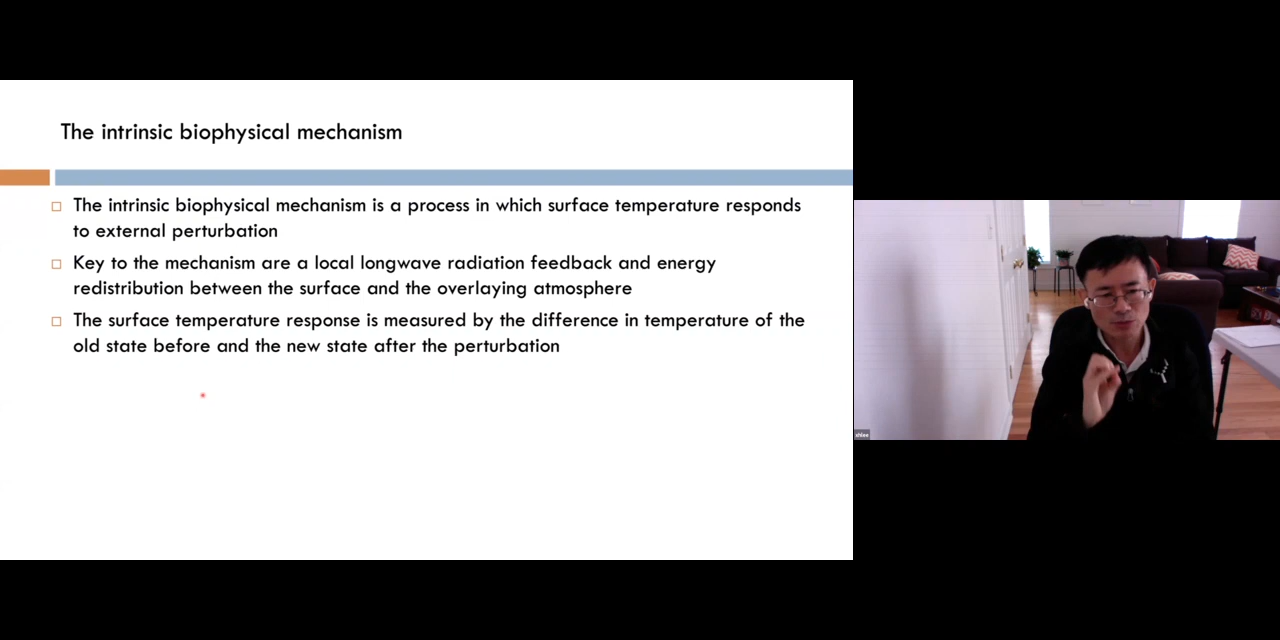 The intrinsic biophysical mechanism
The intrinsic biophysical mechanism is a process in which surface temperature responds
to external perturbation
Key to the mechanism are a local longwave radiation feedback and energy
redistribution between the surface and the overlaying atmosphere
The surface temperature response is measured by the difference in temperature of the
old state before and the new state after the perturbation
xhlee